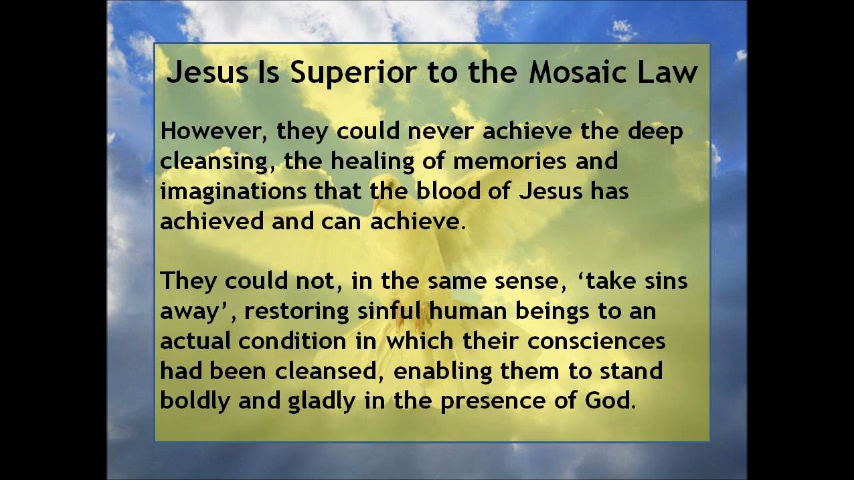 Jesus Is Superior to the Mosaic Law
However, they could never achieve the deep
cleansing, the healing of memories and
imaginations that the blood of Jesus has
achieved and can achieve.
They could not, in the same sense, ‘take sins
away’, restoring sinful human beings to an
actual condition in which their consciences
had been cleansed, enabling them to stand
boldly and gladly in the presence of God.